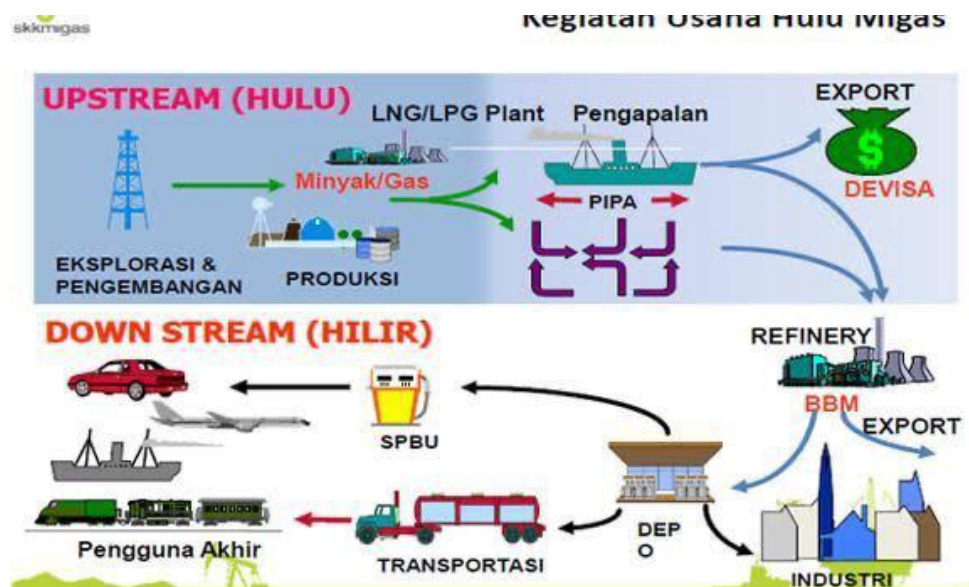 skkmigas
Kegiatan Usaha Hulu Migas
UPSTREAM (HULU)
LNG/LPG Plant
Pengapalan
EXPORT
$
DEVISA
Minyak/Gas
PIPA
EKSPLORASI &
PENGEMBANGAN
PRODUKSI
DOWN STREAM (HILIR)
REFINERY
BBM
EXPORT
SPBU
DEP
O
Pengguna Akhir
TRANSPORTASI
INDUSTRI